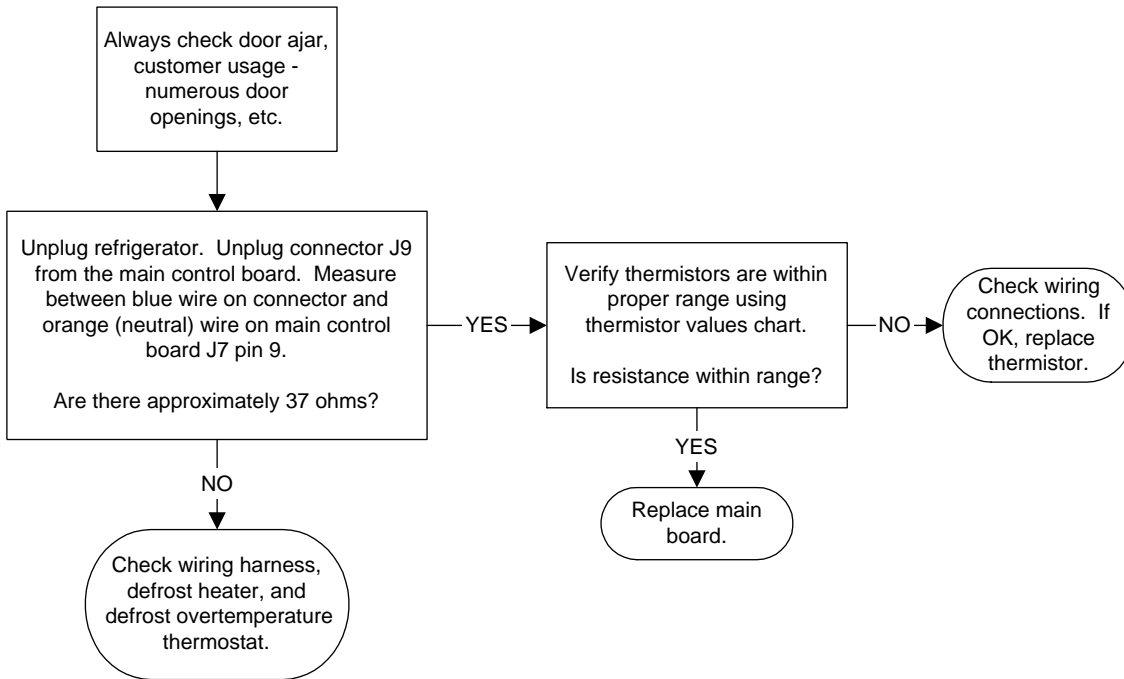 Always check door ajar,
customer usage -
numerous door
openings, etc.
Unplug refrigerator. Unplug connector J9
from the main control board. Measure
between blue wire on connector and
orange (neutral) wire on main control
board J7 pin 9.
Are there approximately 37 ohms?
YES
Verify thermistors are within
proper range using
thermistor values chart.
Is resistance within range?
NO
Check wiring
connections. If
OK, replace
thermistor.
YES
Replace main
board.
NO
Check wiring harness,
defrost heater, and
defrost overtemperature
thermostat.